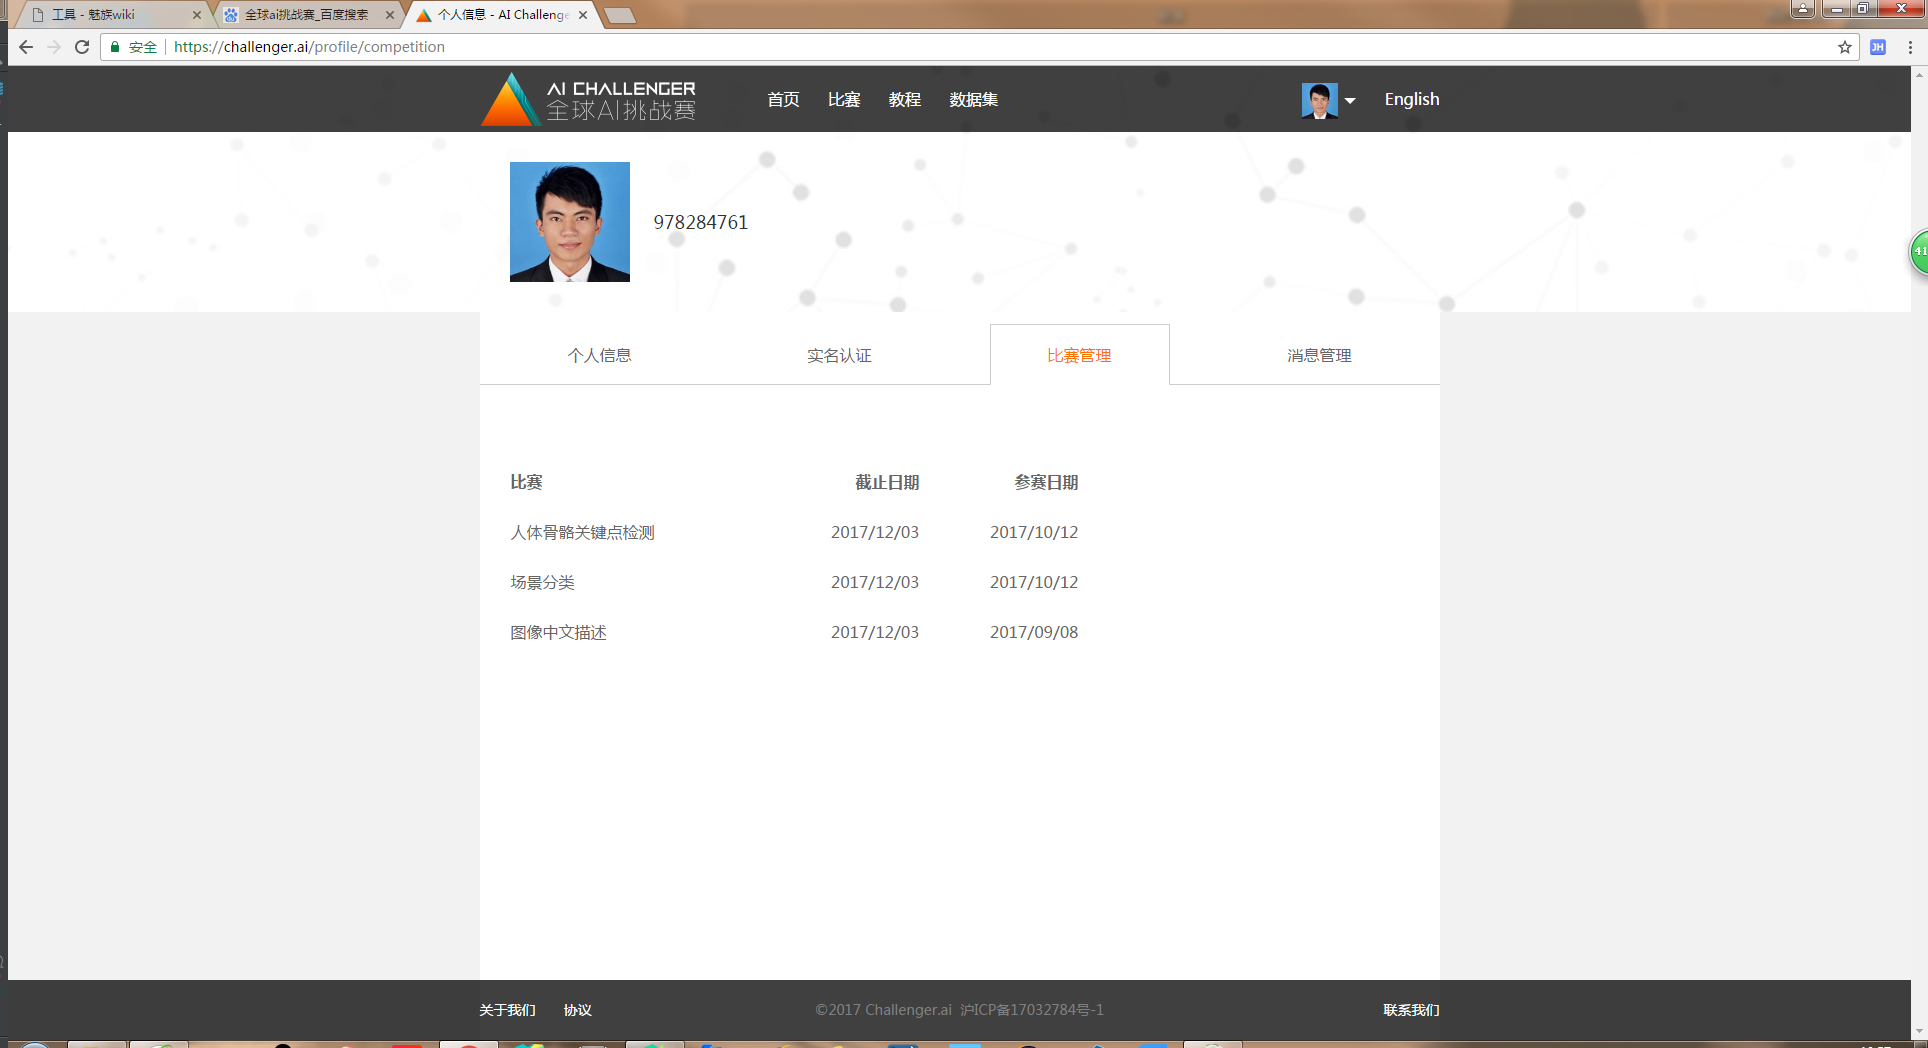 工具 - 魅族wiki
全球ai挑战赛_百度搜索
个人信息 - AI Challenge
安全
https://challenger.ai/profile/competition
JH
AI CHALLENGER
全球AI挑战赛
首页 比赛 教程 数据集
English
978284761
41
个人信息 实名认证 比赛管理 消息管理
比赛 截止日期 参赛日期
人体骨骼关键点检测 2017/12/03 2017/10/12
场景分类 2017/12/03 2017/10/12
图像中文描述 2017/12/03 2017/09/08
关于我们 协议 ©2017 Challenger.ai 沪ICP备17032784号-1 联系我们